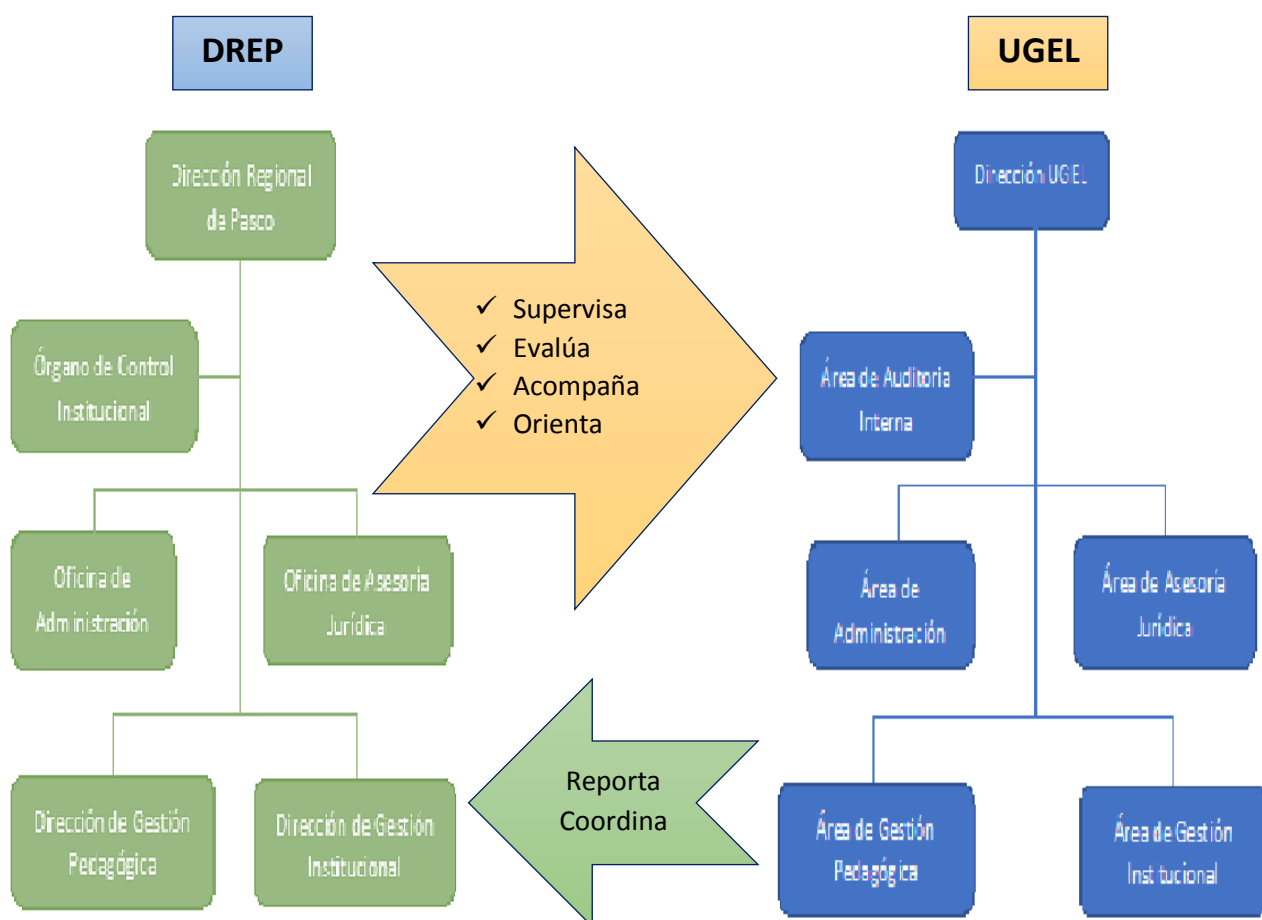 DREP
UGEL
Dirección Regional
de Pasco
Dirección UGEL
✓ Supervisa
✓ Evalúa
✓ Acompaña
✓ Orienta
Órgano de Control
Institucional
Área de Auditoria
Interna
Oficina de
Administración
Oficina de Asesoría
Jurídica
Área de
Administración
Área de Asesoría
Jurídica
Reporta
Coordina
Dirección de Gestión
Pedagógica
Dirección de Gestión
Institucional
Área de Gestión
Pedagógica
Área de Gestión
Institucional